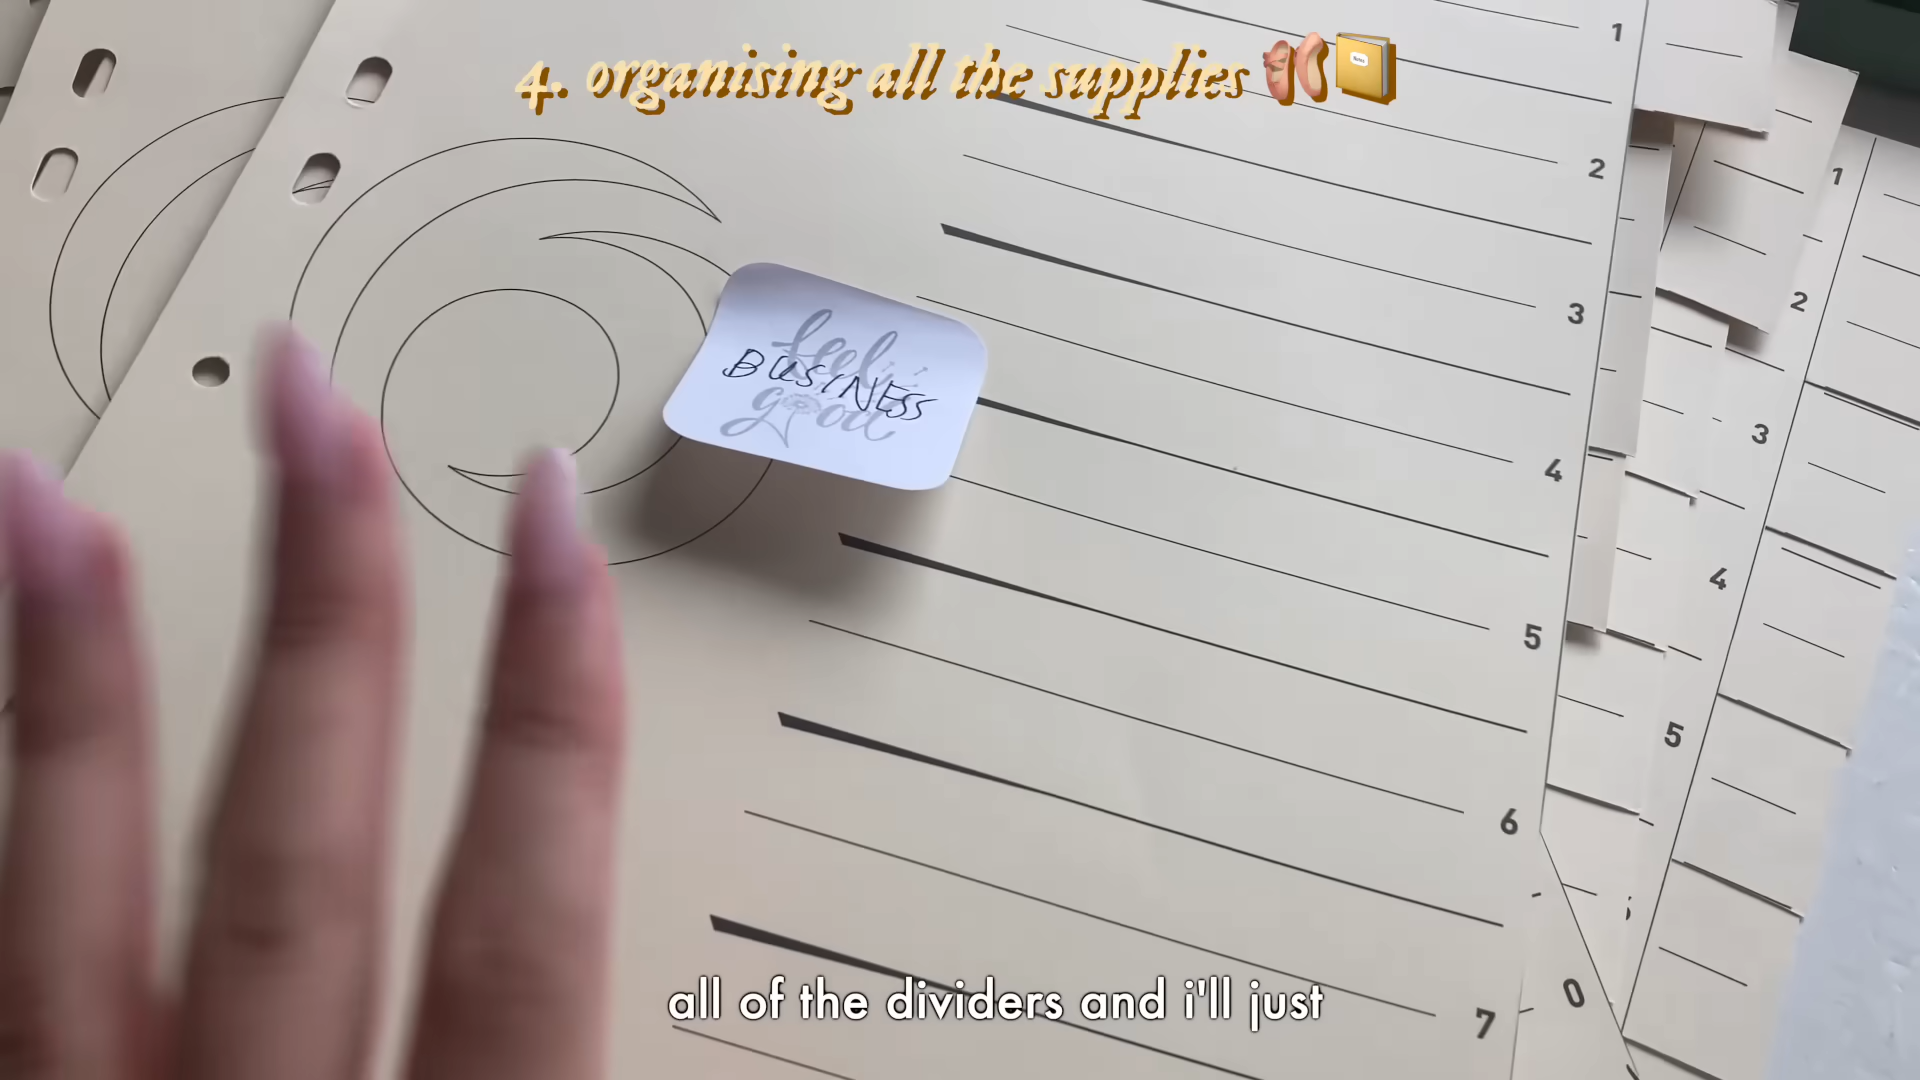 4. organising all the supplies
Notes
feel
BUSINESS
good
1
2
3
4
5
6
7
1
2
3
4
5
0
all of the dividers and i'll just